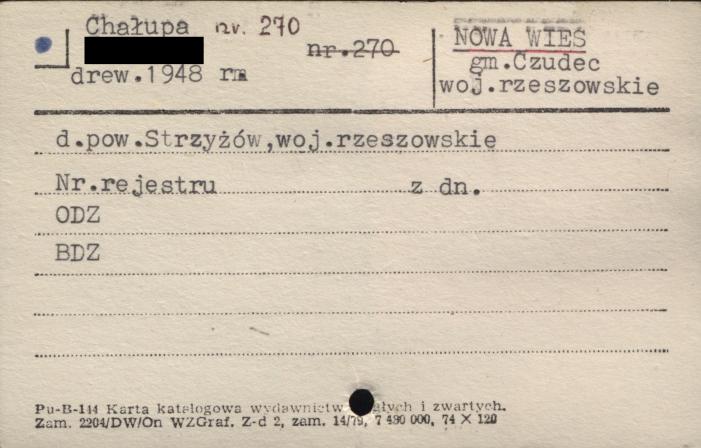 Chałupa nr. 270
nr.270
drew.1948 rm
NOWA WIEŚ
gm.Czudec
woj.rzeszowskie
d.pow.Strzyżów,woj.rzeszowskie
Nr.rejestru z dn.
ODZ
BDZ
Pu-B-144 Karta katalogowa wydawnictw głych i zwartych.
Zam. 2204/DW/On WZGraf. Z-d 2, zam. 14/79, 7 480 000, 74 X 120